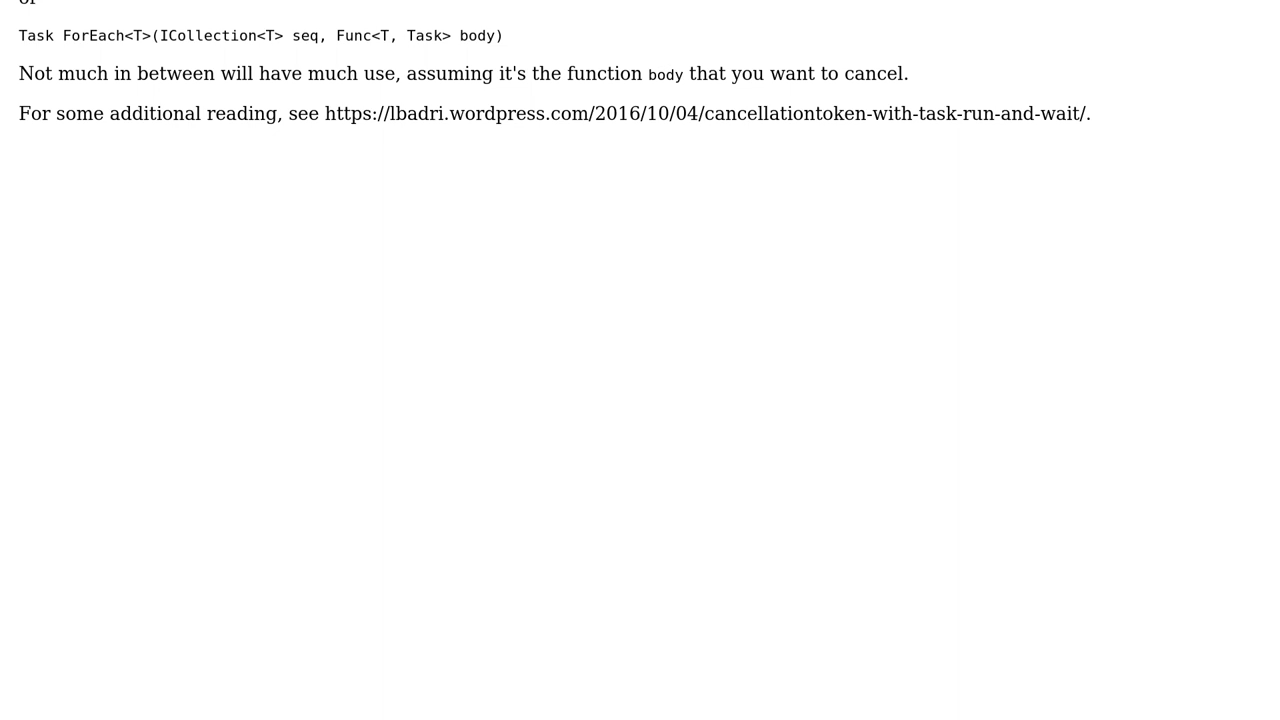 or
Task ForEach<T>(ICollection<T> seq, Func<T, Task> body)
Not much in between will have much use, assuming it's the function body that you want to cancel.
For some additional reading, see https://lbadri.wordpress.com/2016/10/04/cancellationtoken-with-task-run-and-wait/.